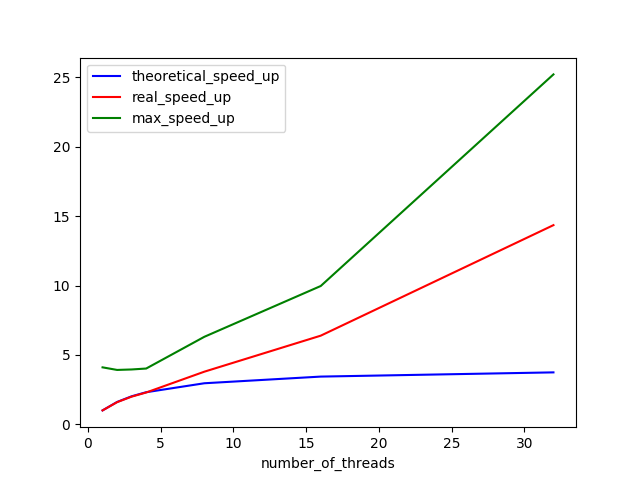 theoretical_speed_up
real_speed_up
max_speed_up
25
20
15
10
5
0
0 5 10 15 20 25 30
number_of_threads